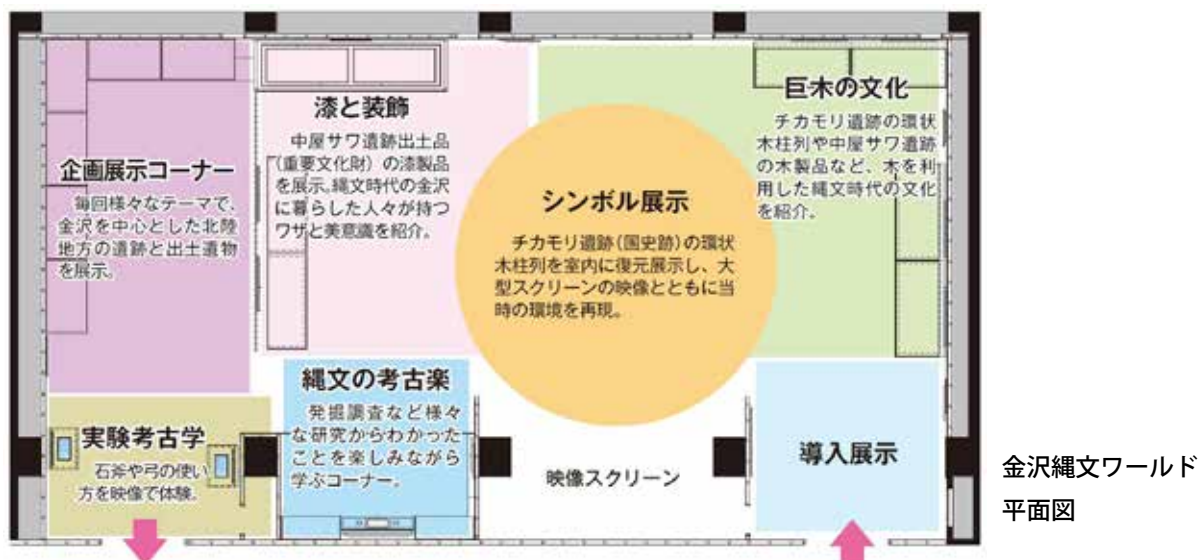 漆と装飾
中屋サワ遺跡出土品
(重要文化財)の漆製品
を展示。縄文時代の金沢
に暮らした人々が持つ
ワザと美意識を紹介。
巨木の文化
チカモリ遺跡の環状
木柱列や中屋サワ遺跡
の木製品など、木を利
用した縄文時代の文化
を紹介。
企画展示コーナー
毎回様々なテーマで、
金沢を中心とした北陸
地方の遺跡と出土遺物
を展示。
シンボル展示
チカモリ遺跡(国史跡)の環状
木柱列を室内に復元展示し、大
型スクリーンの映像とともに当
時の環境を再現。
縄文の考古楽
発掘調査など様々
な研究からわかった
ことを楽しみながら
学ぶコーナー。
実験考古学
石斧や弓の使い
方を映像で体験。
映像スクリーン
導入展示
金沢縄文ワールド
平面図